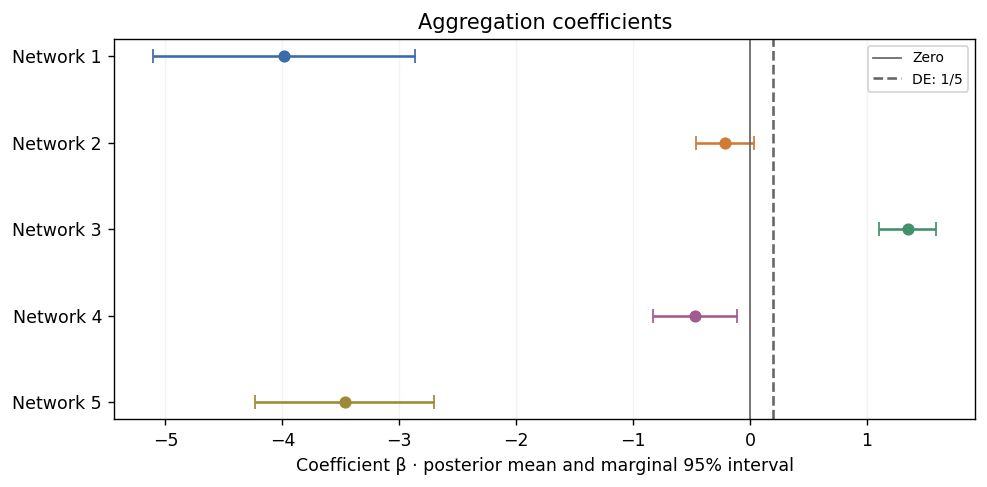 Aggregation coefficients
Network 1
Network 2
Network 3
Network 4
Network 5
Zero
DE: 1/5
−5 −4 −3 −2 −1 0 1
Coefficient β · posterior mean and marginal 95% interval